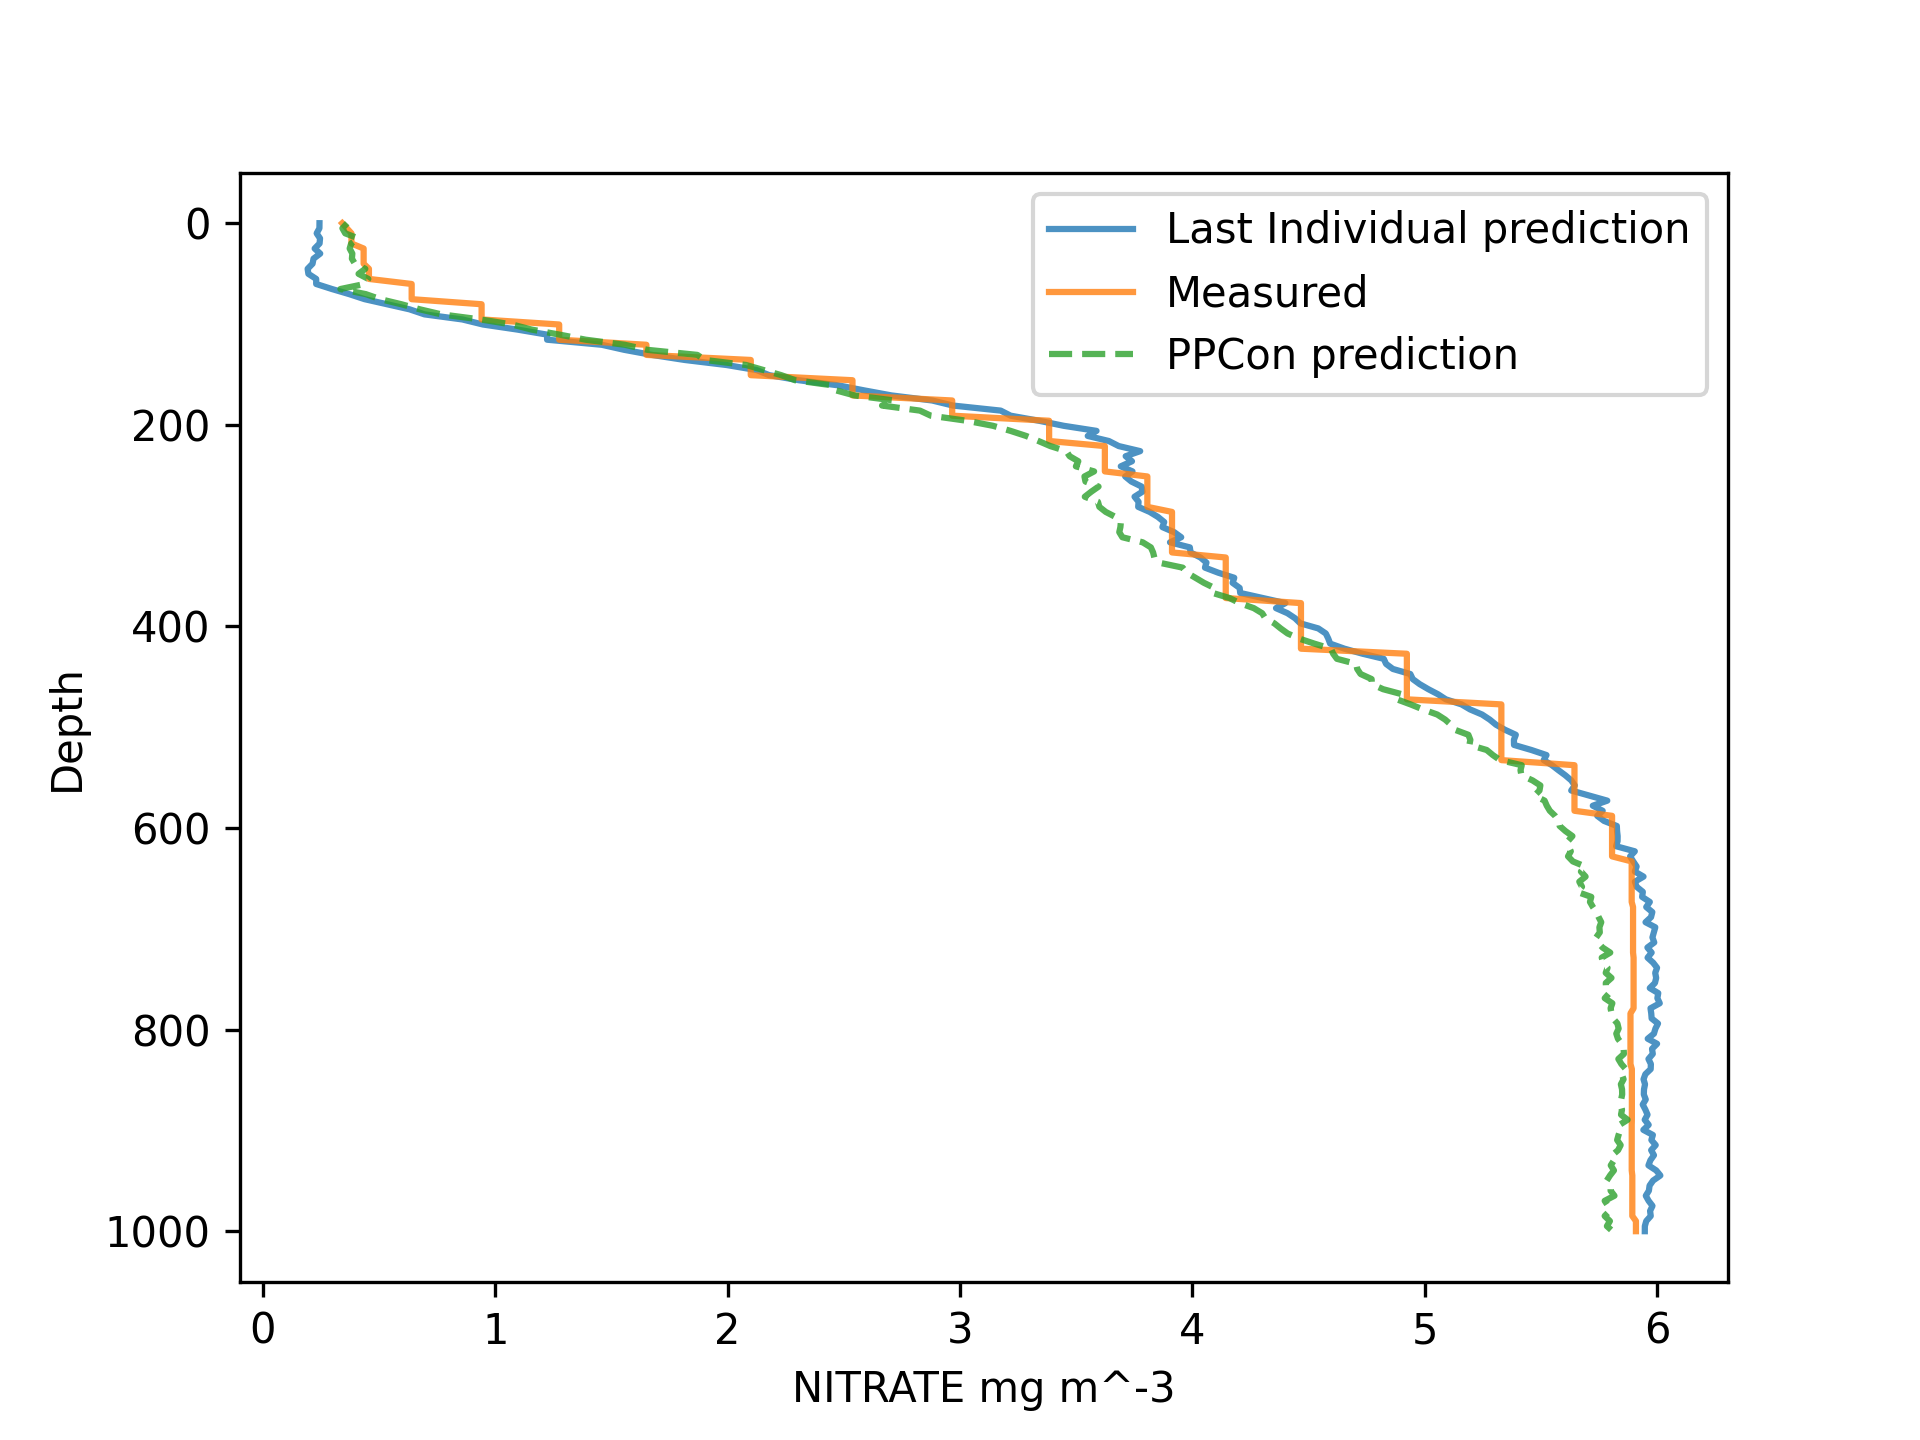 Last Individual prediction
Measured
PPCon prediction
0
200
400
600
800
1000
Depth
0 1 2 3 4 5 6
NITRATE mg m^-3